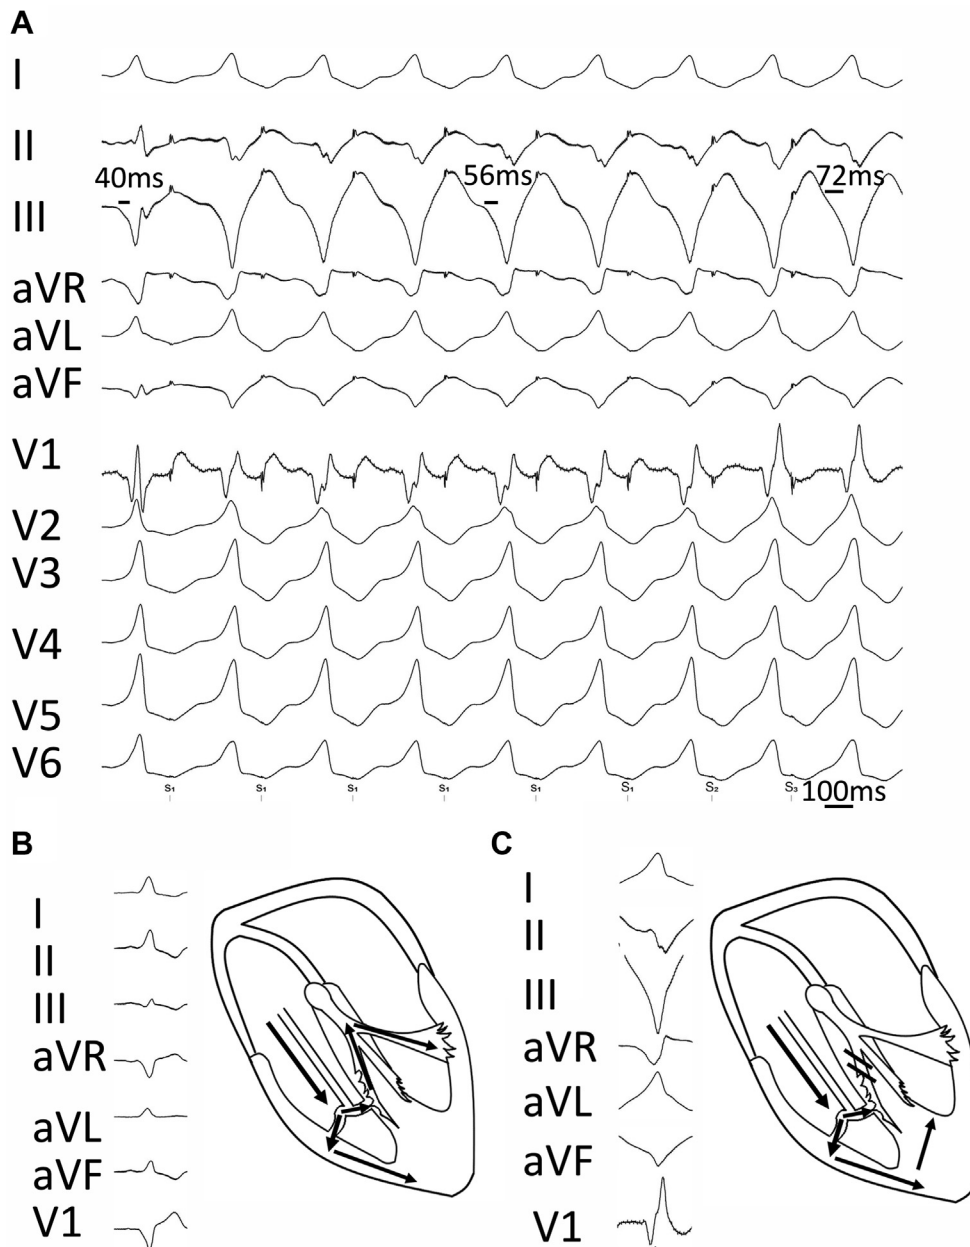 A
I
II
40ms 56ms 72ms
III
aVR
aVL
aVF
V1
V2
V3
V4
V5
V6
S₁ S₁ S₁ S₁ S₁ S₁ S₂ S₃ 100ms
B
I
II
III
aVR
aVL
aVF
V1
C
I
II
III
aVR
aVL
aVF
V1